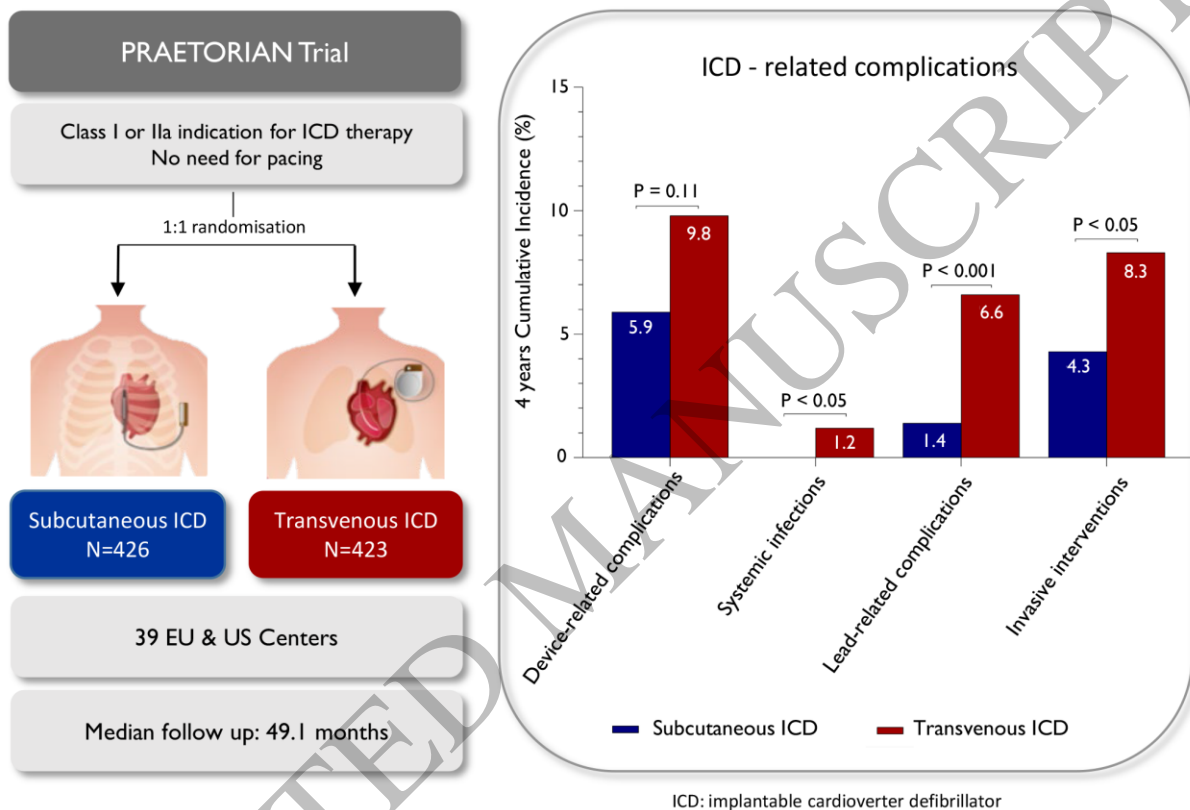 PRAETORIAN Trial
Class I or IIa indication for ICD therapy
No need for pacing
1:1 randomisation
Subcutaneous ICD
N=426
Transvenous ICD
N=423
39 EU & US Centers
Median follow up: 49.1 months
ICD - related complications
4 years Cumulative Incidence (%)
15
10
5
0
P = 0.11
5.9
9.8
P < 0.05
1.2
P < 0.001
1.4
6.6
P < 0.05
4.3
8.3
Device-related complications
Systemic infections
Lead-related complications
Invasive interventions
Subcutaneous ICD
Transvenous ICD
ICD: implantable cardioverter defibrillator
TED MANUSCRIPT